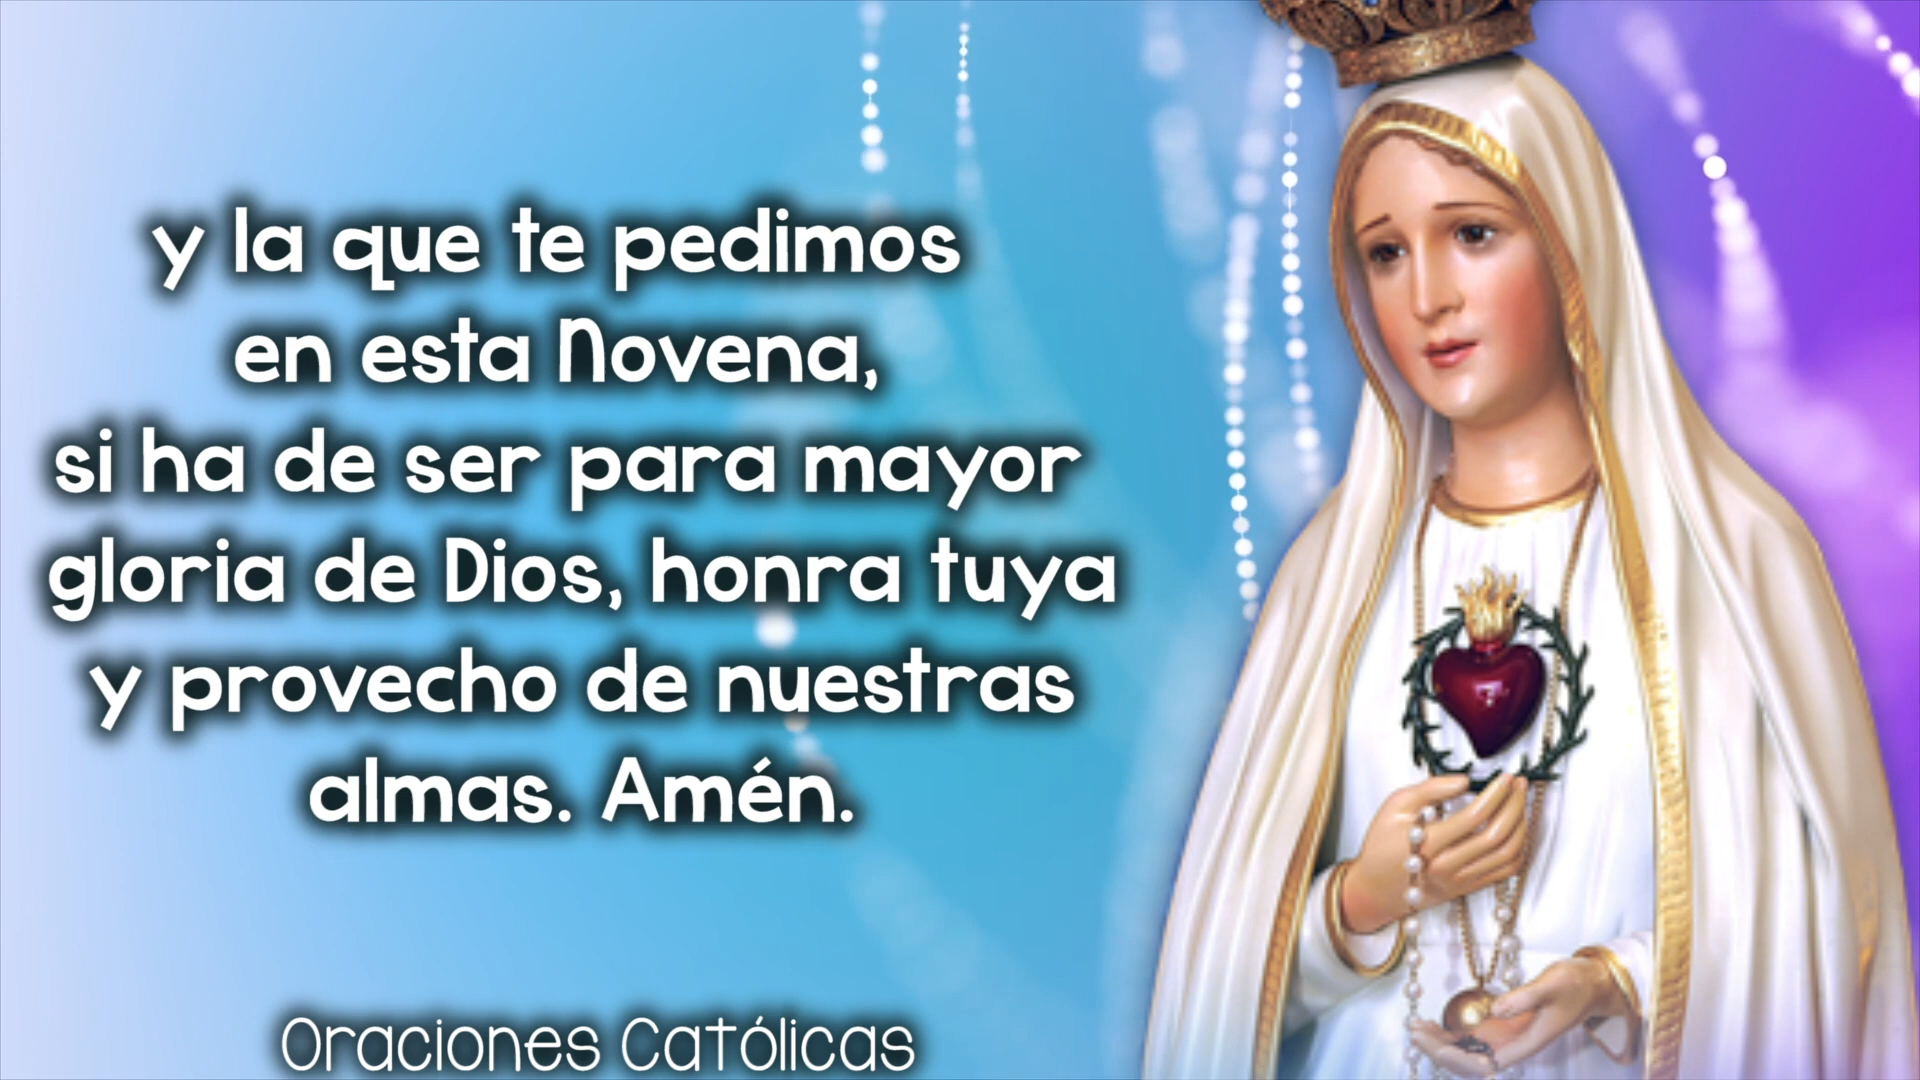 y la que te pedimos
en esta Novena,
si ha de ser para mayor
gloria de Dios, honra tuya
y provecho de nuestras
almas. Amén.
Oraciones Católicas